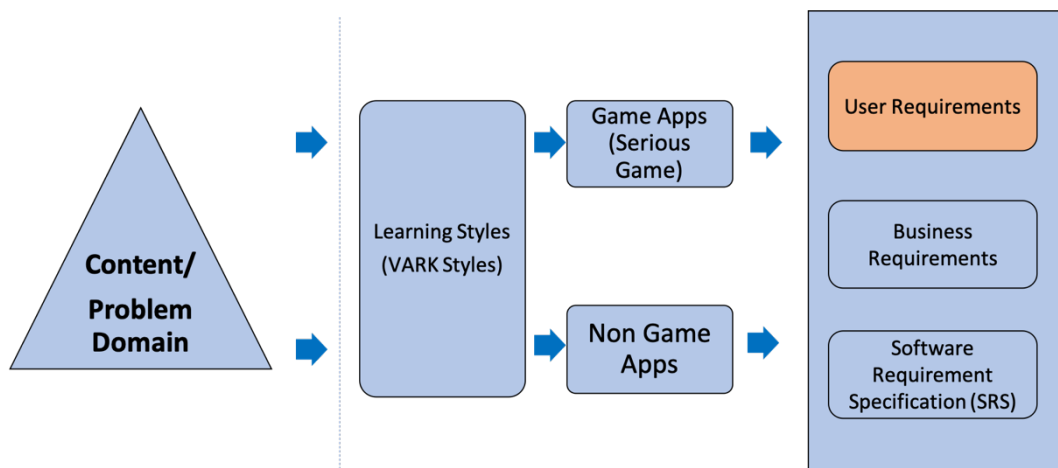 Content/
Problem
Domain
Learning Styles
(VARK Styles)
Game Apps
(Serious
Game)
Non Game
Apps
User Requirements
Business
Requirements
Software
Requirement
Specification (SRS)